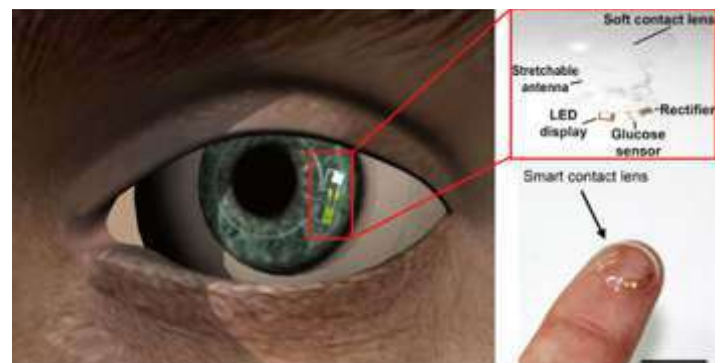 Soft contact lens
Stretchable
antenna
LED
display
Rectifier
Glucose
sensor
Smart contact lens